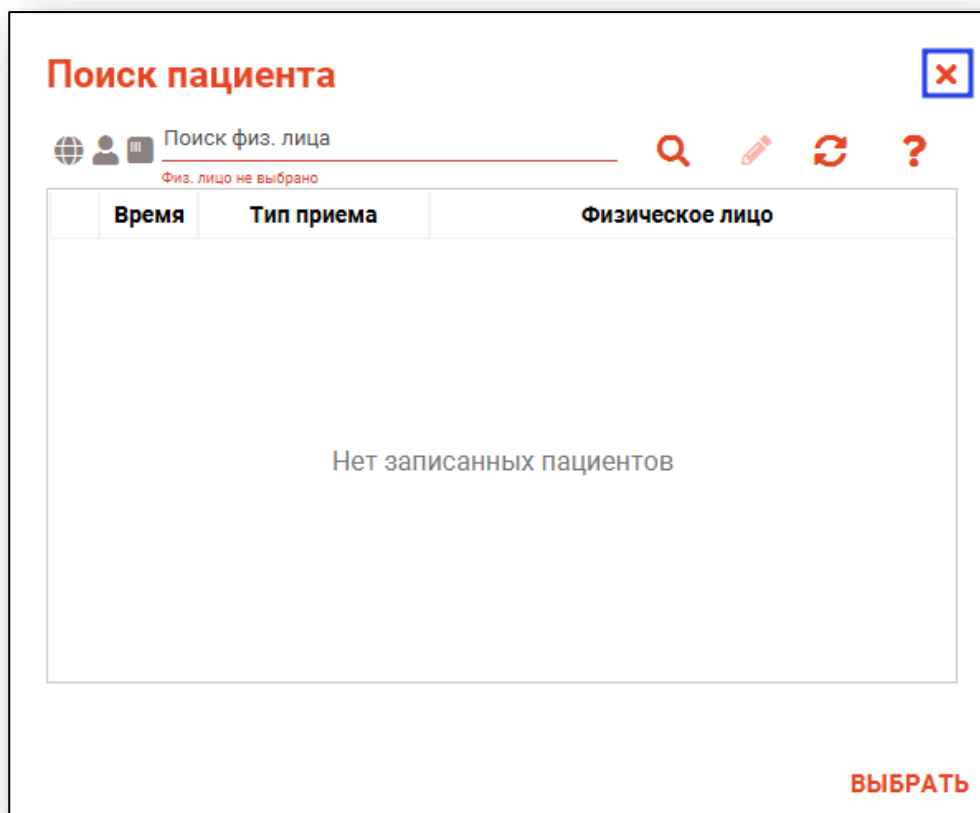 Поиск пациента
Поиск физ. лица
Физ. лицо не выбрано
Время Тип приема Физическое лицо
Нет записанных пациентов
ВЫБРАТЬ